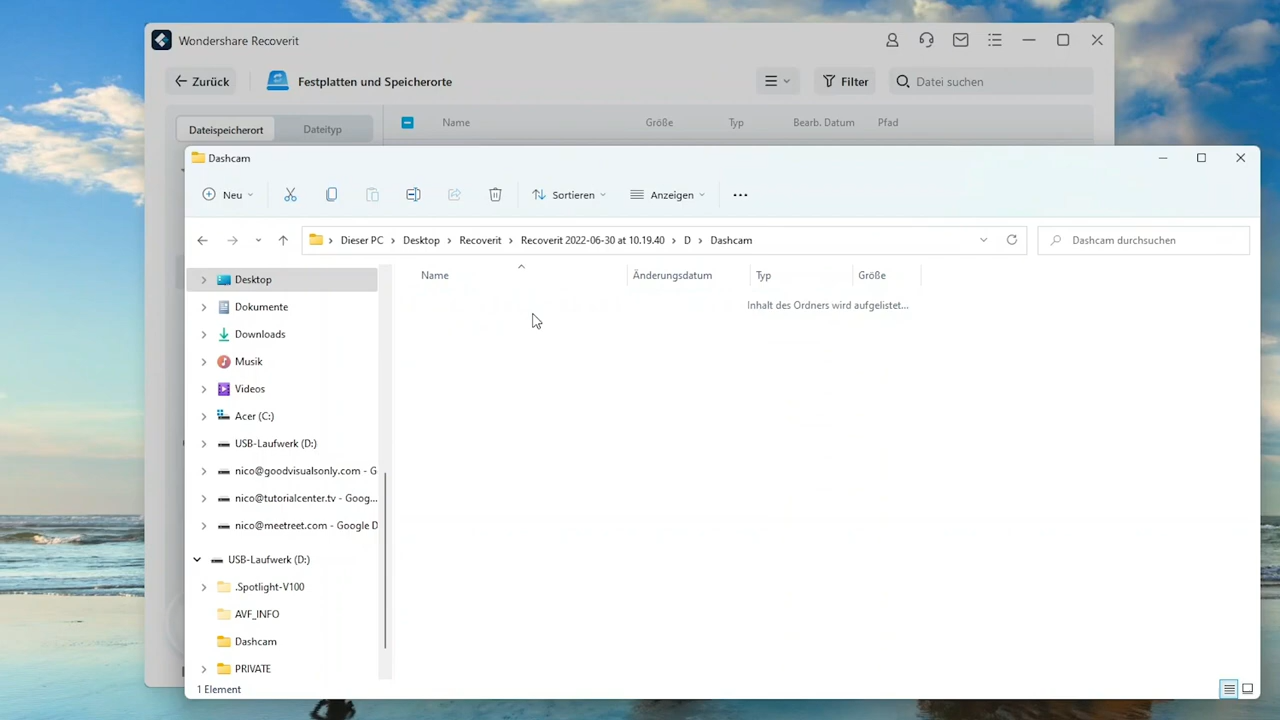 Wondershare Recoverit
Zurück
Festplatten und Speicherorte
Filter
Datei suchen
Dateispeicherort
Dateityp
Name
Größe
Typ
Bearb. Datum
Pfad
Dashcam
Neu
Sortieren
Anzeigen
Dieser PC > Desktop > Recoverit > Recoverit 2022-06-30 at 10.19.40 > D > Dashcam
Dashcam durchsuchen
Name
Änderungsdatum
Typ
Größe
Inhalt des Ordners wird aufgelistet...
Desktop
Dokumente
Downloads
Musik
Videos
Acer (C:)
USB-Laufwerk (D:)
nico@goodvisualsonly.com - G
nico@tutorialcenter.tv - Goog...
nico@meetreet.com - Google D
USB-Laufwerk (D:)
.Spotlight-V100
AVF_INFO
Dashcam
PRIVATE
1 Element